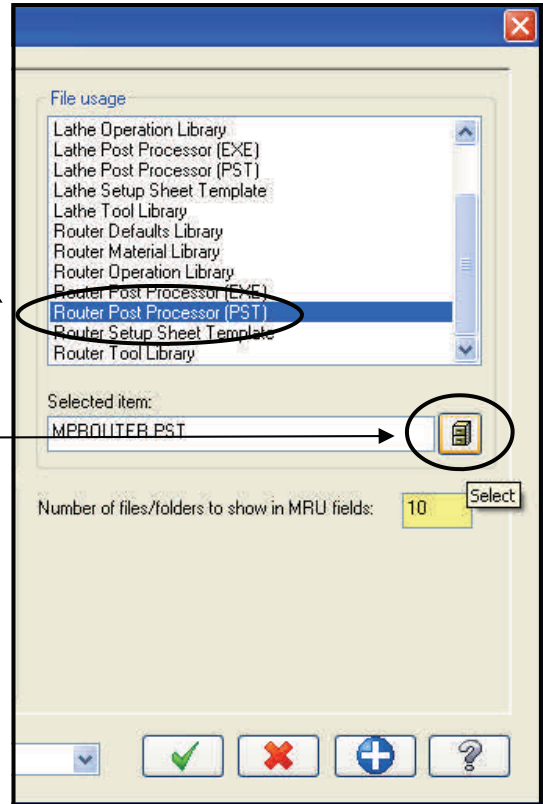 File usage
Lathe Operation Library
Lathe Post Processor (EXE)
Lathe Post Processor (PST)
Lathe Setup Sheet Template
Lathe Tool Library
Router Defaults Library
Router Material Library
Router Operation Library
Router Post Processor (EXE)
Router Post Processor (PST)
Router Setup Sheet Template
Router Tool Library
Selected item:
MPROUTER.PST
Select
Number of files/folders to show in MRU fields: 10